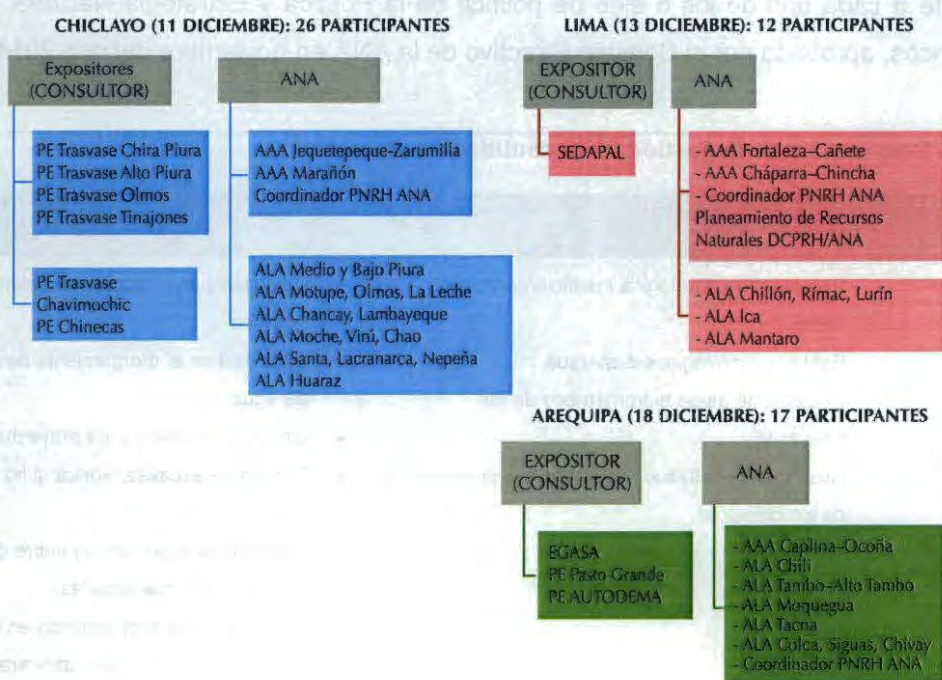 CHICLAYO (11 DICIEMBRE): 26 PARTICIPANTES
Expositores
(CONSULTOR)
ANA
PE Trasvase Chira Piura
PE Trasvase Alto Piura
PE Trasvase Olmos
PE Trasvase Tinajones
AAA Jequetepeque-Zarumilla
AAA Marañón
Coordinador PNRH ANA
PE Trasvase
Chavimochic
PE Chinecas
ALA Medio y Bajo Piura
ALA Motupe, Olmos, La Leche
ALA Chancay, Lambayeque
ALA Moche, Virú, Chao
ALA Santa, Lacranarca, Nepeña
ALA Huaraz
LIMA (13 DICIEMBRE): 12 PARTICIPANTES
EXPOSITOR
(CONSULTOR)
ANA
SEDAPAL
- AAA Fortaleza–Cañete
- AAA Cháparra–Chincha
- Coordinador PNRH ANA
Planeamiento de Recursos
Naturales DCPRH/ANA
- ALA Chillón, Rímac, Lurín
- ALA Ica
- ALA Mantaro
AREQUIPA (18 DICIEMBRE): 17 PARTICIPANTES
EXPOSITOR
(CONSULTOR)
ANA
EGASA
PE Pasto Grande
PE AUTODEMA
- AAA Caplina–Ocoña
- ALA Chili
- ALA Tambo–Alto Tambo
- ALA Moquegua
- ALA Tacna
- ALA Colca, Siguas, Chivay
- Coordinador PNRH ANA